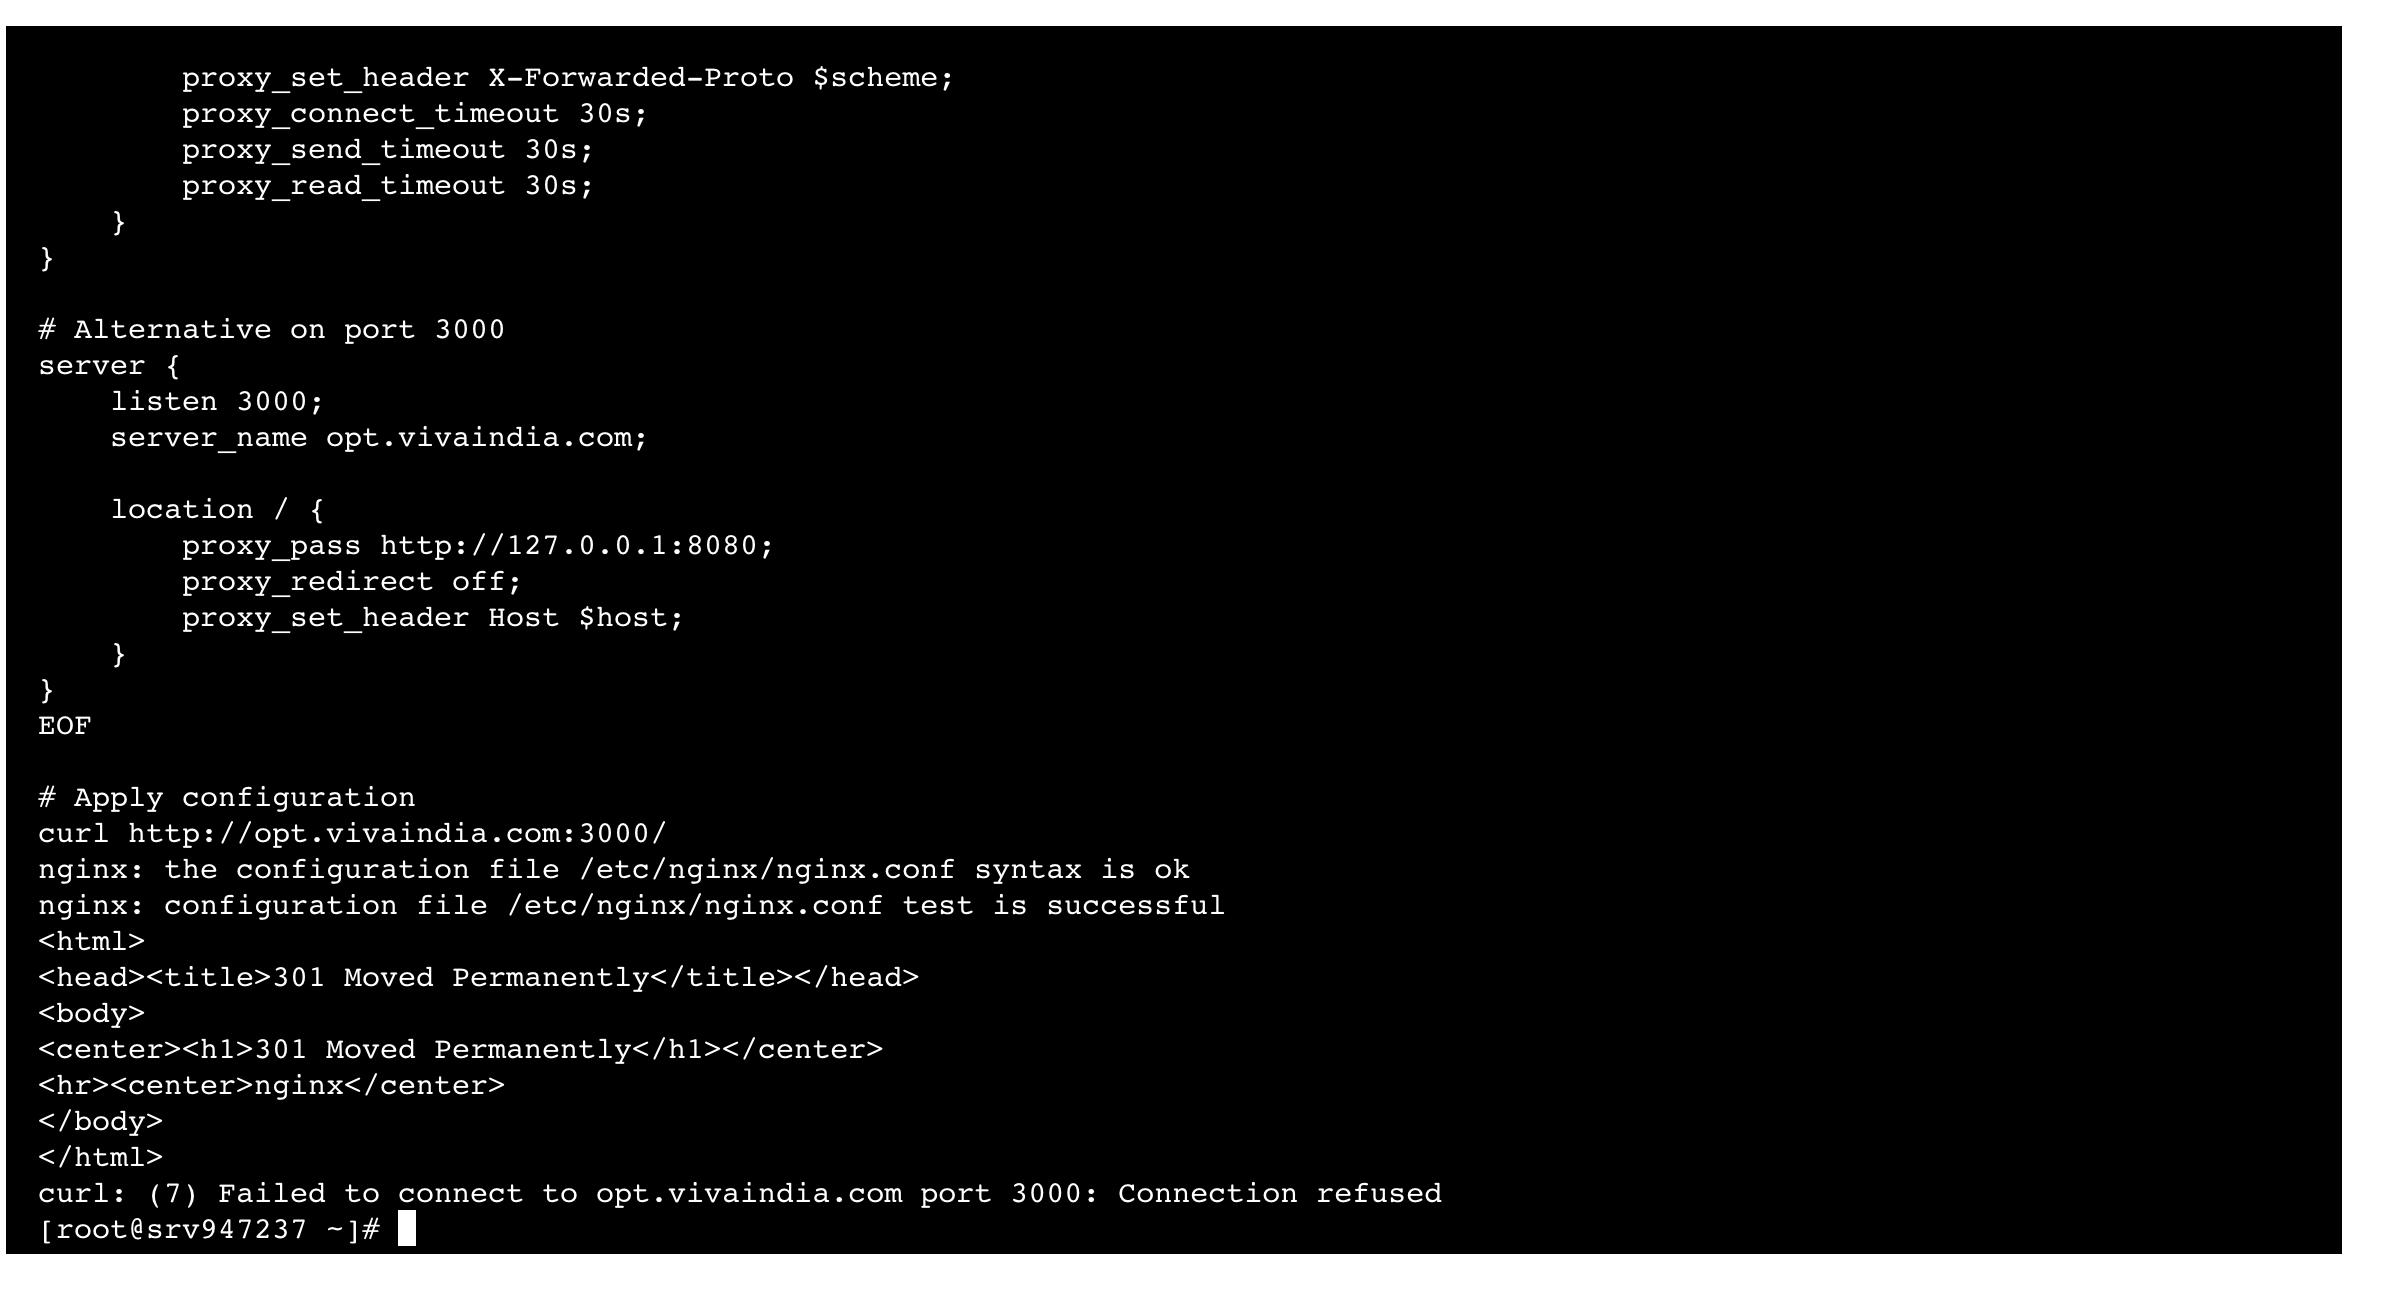 proxy_set_header X-Forwarded-Proto $scheme;
proxy_connect_timeout 30s;
proxy_send_timeout 30s;
proxy_read_timeout 30s;
}
}
# Alternative on port 3000
server {
listen 3000;
server_name opt.vivaindia.com;
location / {
proxy_pass http://127.0.0.1:8080;
proxy_redirect off;
proxy_set_header Host $host;
}
}
EOF
# Apply configuration
curl http://opt.vivaindia.com:3000/
nginx: the configuration file /etc/nginx/nginx.conf syntax is ok
nginx: configuration file /etc/nginx/nginx.conf test is successful
<html>
<head><title>301 Moved Permanently</title></head>
<body>
<center><h1>301 Moved Permanently</h1></center>
<hr><center>nginx</center>
</body>
</html>
curl: (7) Failed to connect to opt.vivaindia.com port 3000: Connection refused
[root@srv947237 ~]#